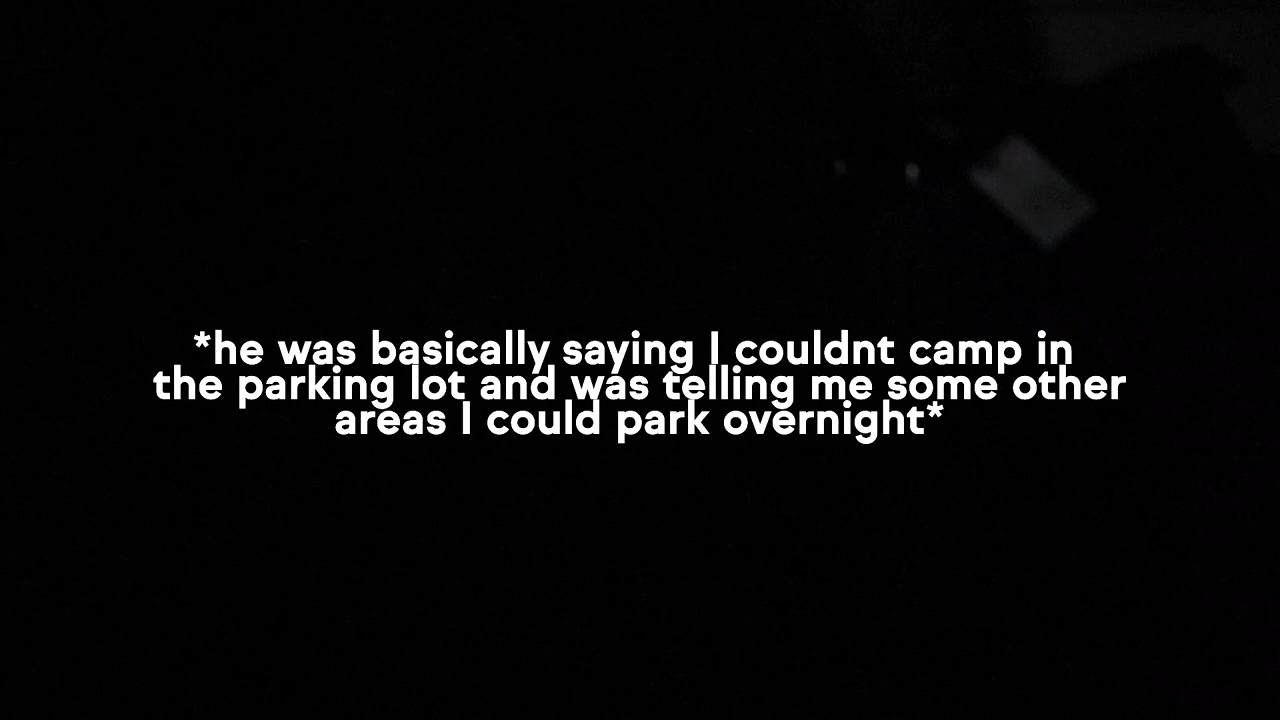 *he was basically saying I couldnt camp in
the parking lot and was telling me some other
areas I could park overnight*